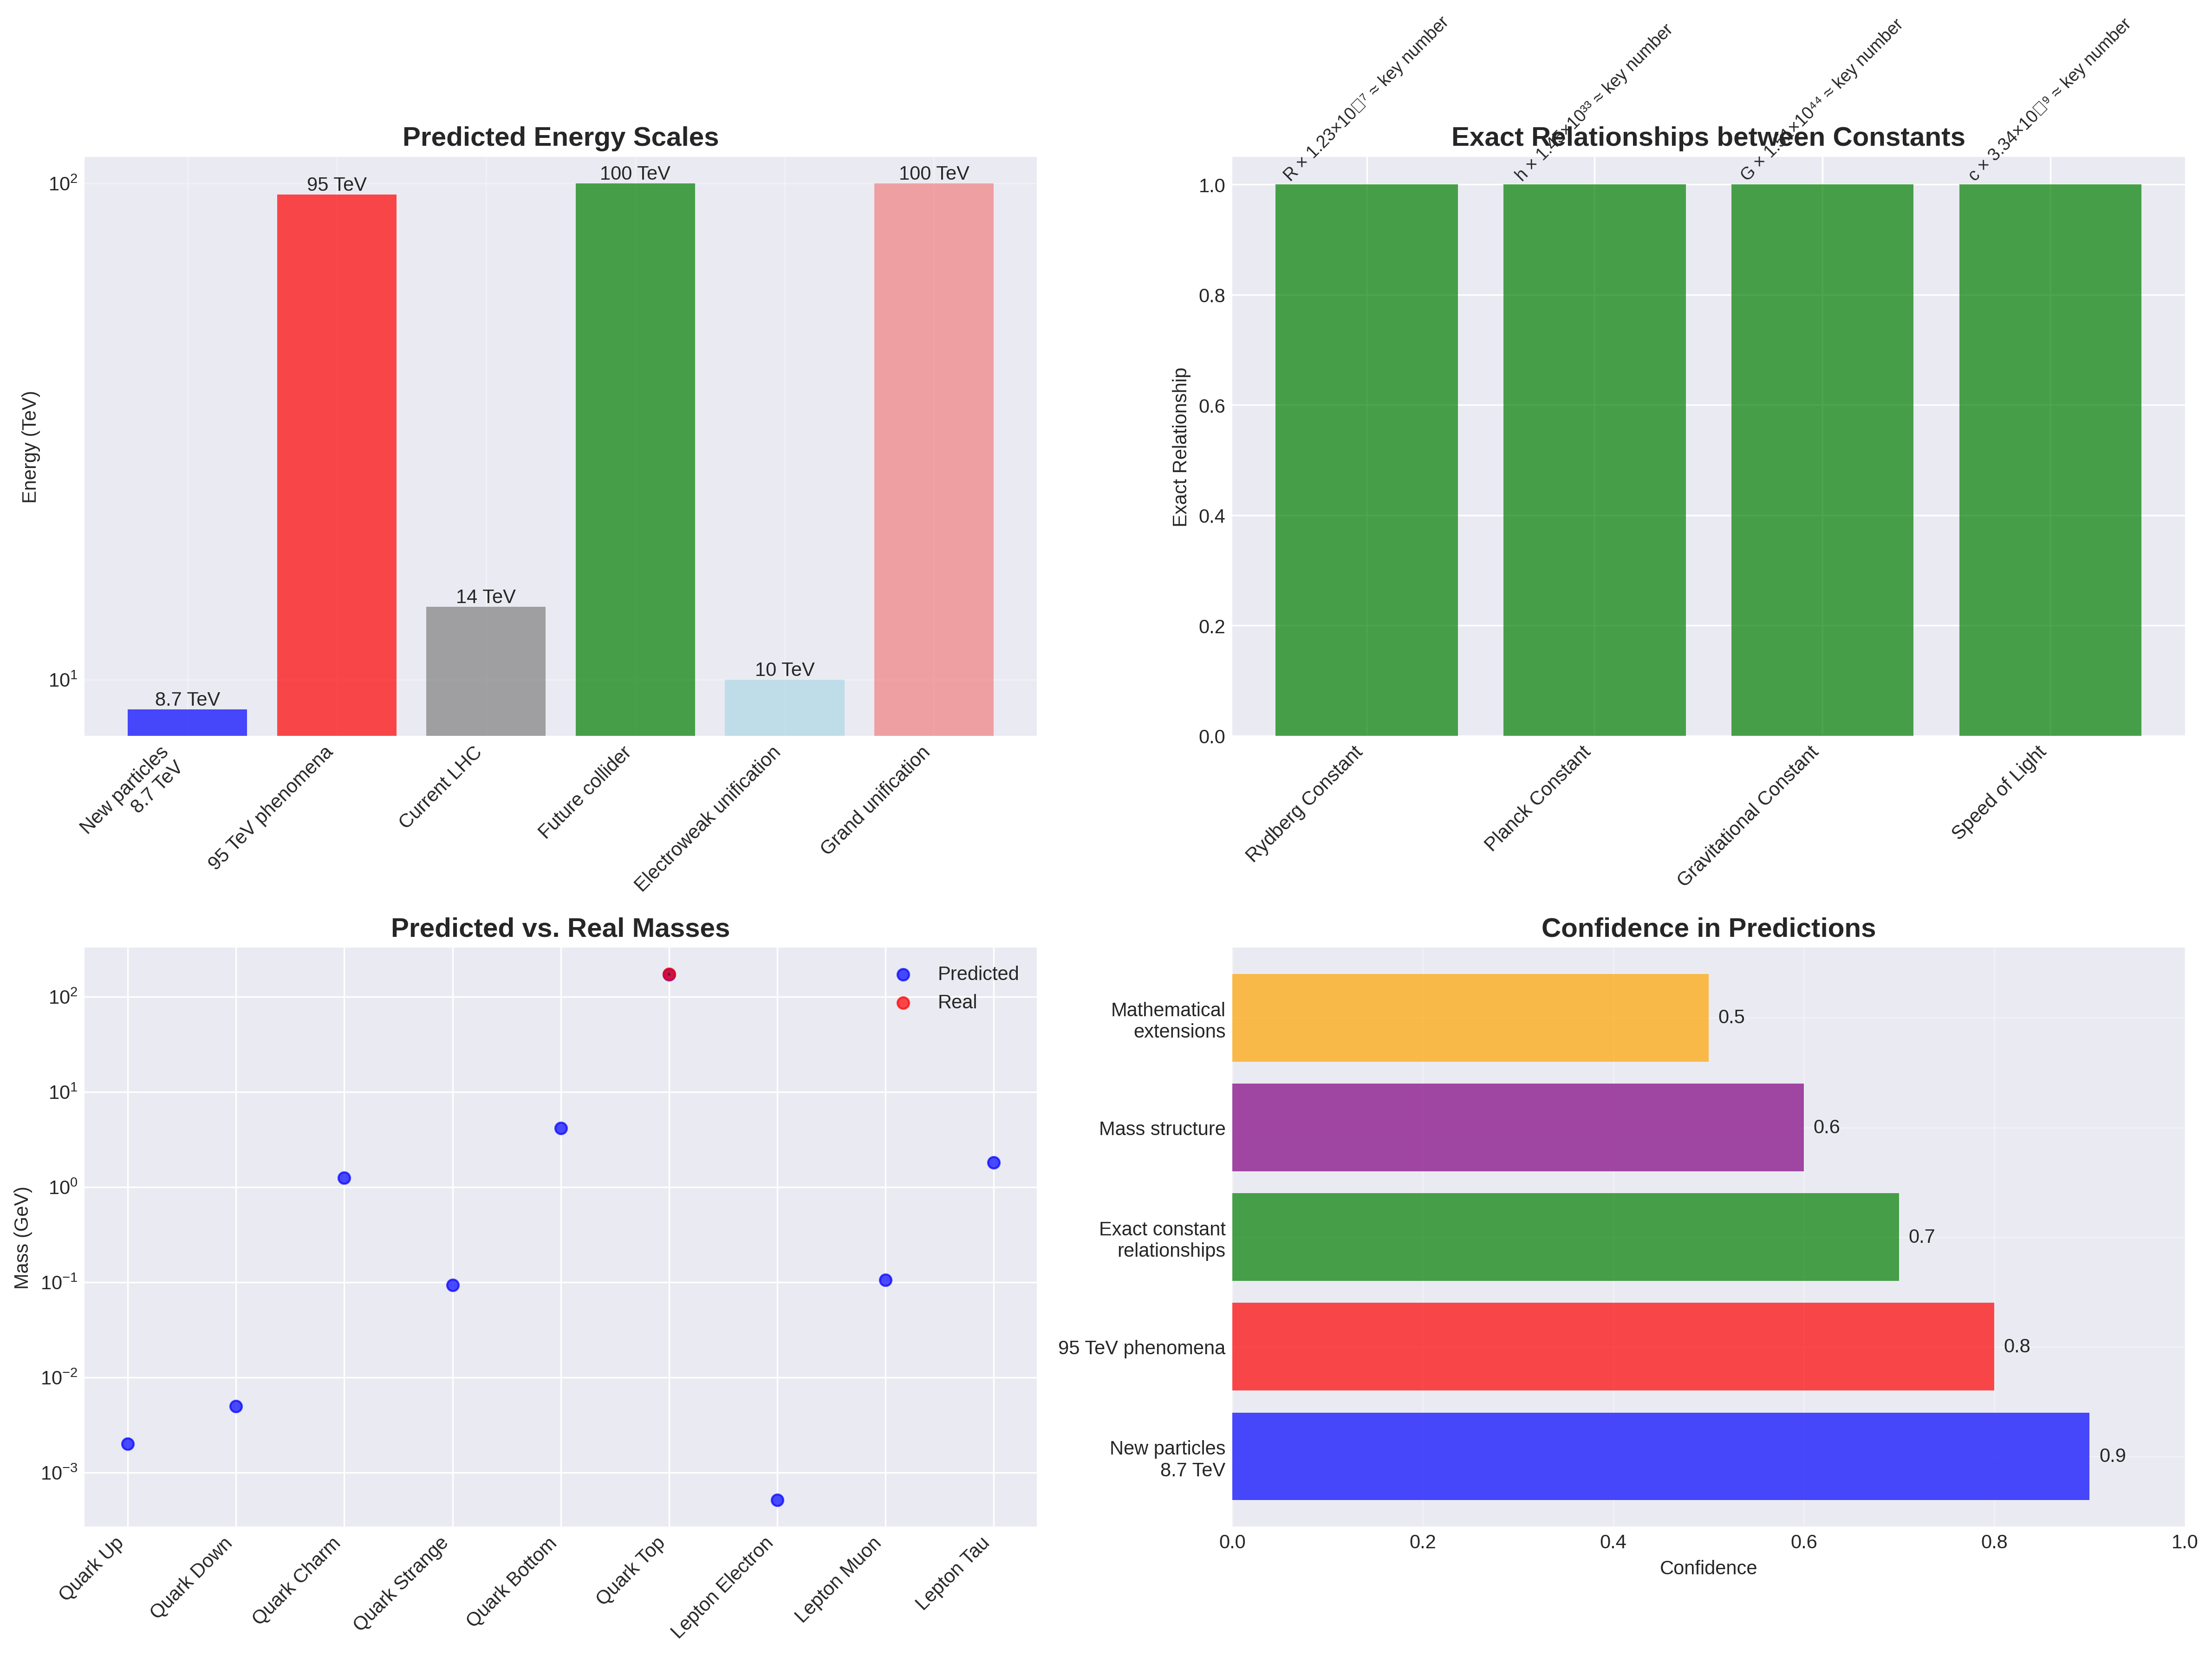 Predicted Energy Scales
Energy (TeV)
10²
10¹
8.7 TeV
95 TeV
14 TeV
100 TeV
10 TeV
100 TeV
New particles
8.7 TeV
95 TeV phenomena
Current LHC
Future collider
Electroweak unification
Grand unification
Exact Relationships between Constants
R × 1.23×10□⁷ ≈ key number
≈ key number
≈ key number
c × 3.34×10□⁹ ≈ key number
Exact Relationship
1.0
0.8
0.6
0.4
0.2
0.0
Rydberg Constant
Planck Constant
Gravitational Constant
Speed of Light
Predicted vs. Real Masses
Predicted
Real
Mass (GeV)
10²
10¹
10⁰
10⁻¹
10⁻²
10⁻³
Quark Up
Quark Down
Quark Charm
Quark Strange
Quark Bottom
Quark Top
Lepton Electron
Lepton Muon
Lepton Tau
Confidence in Predictions
Mathematical
extensions
0.5
Mass structure
0.6
Exact constant
relationships
0.7
95 TeV phenomena
0.8
New particles
8.7 TeV
0.9
0.0
0.2
0.4
0.6
0.8
1.0
Confidence